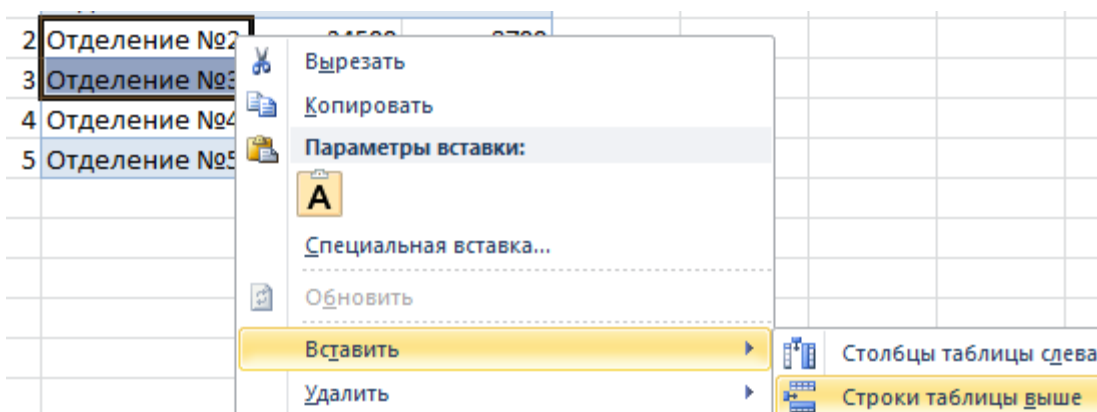 2 Отделение №2
Вырезать
3 Отделение №3
Копировать
4 Отделение №4
Параметры вставки:
5 Отделение №5
A
Специальная вставка...
Обновить
Вставить
Столбцы таблицы слева
Удалить
Строки таблицы выше